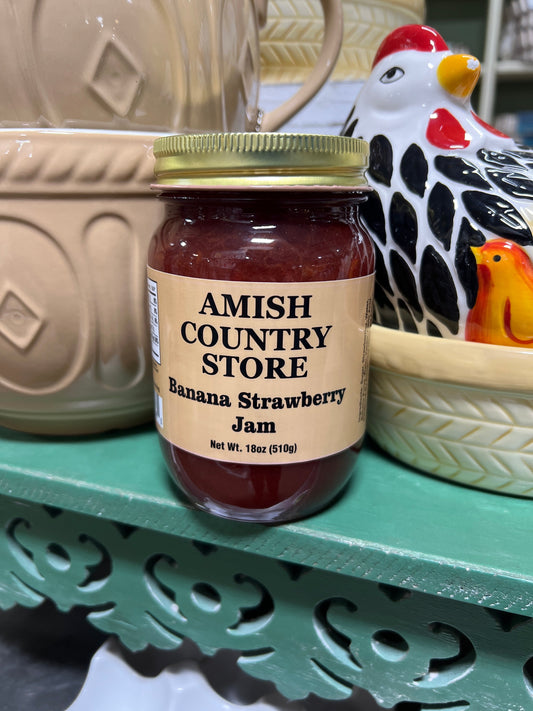 AMISH
COUNTRY
STORE
Banana Strawberry
Jam
Net Wt. 18oz (510g)